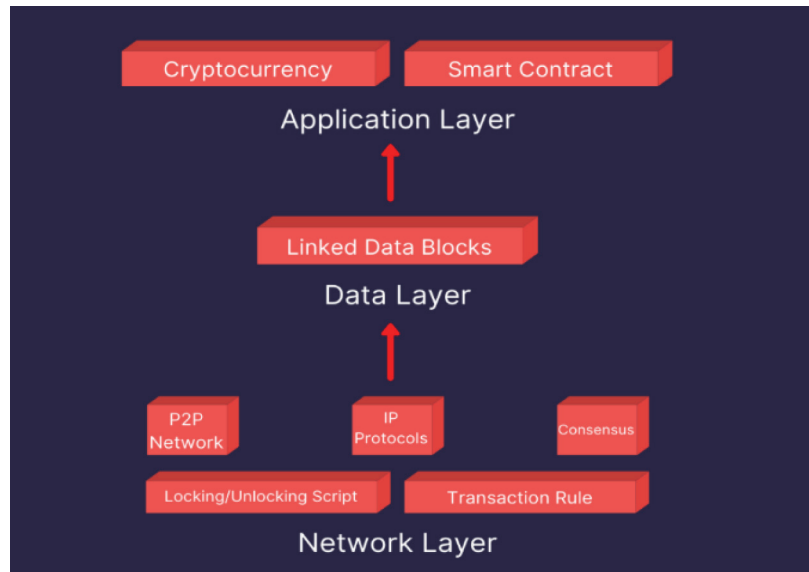 Cryptocurrency
Smart Contract
Application Layer
Linked Data Blocks
Data Layer
P2P
Network
IP
Protocols
Consensus
Locking/Unlocking Script
Transaction Rule
Network Layer